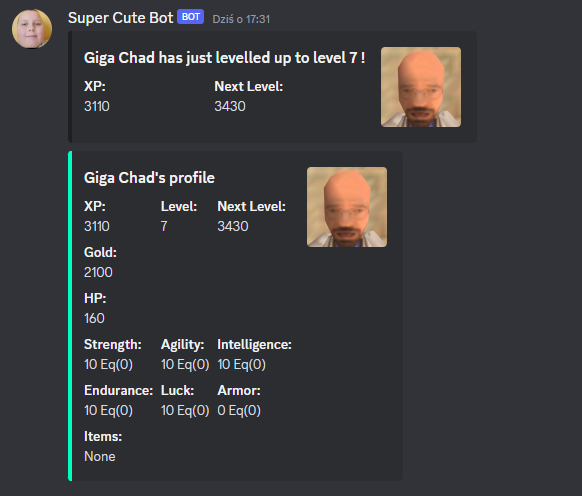 Super Cute Bot BOT Dziś o 17:31
Giga Chad has just levelled up to level 7 !
XP: Next Level:
3110 3430
Giga Chad's profile
XP: Level: Next Level:
3110 7 3430
Gold:
2100
HP:
160
Strength: Agility: Intelligence:
10 Eq(0) 10 Eq(0) 10 Eq(0)
Endurance: Luck: Armor:
10 Eq(0) 10 Eq(0) 0 Eq(0)
Items:
None